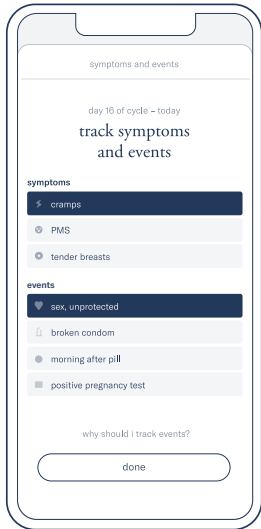 symptoms and events
day 16 of cycle – today
track symptoms
and events
symptoms
cramps
PMS
tender breasts
events
sex, unprotected
broken condom
morning after pill
positive pregnancy test
why should i track events?
done